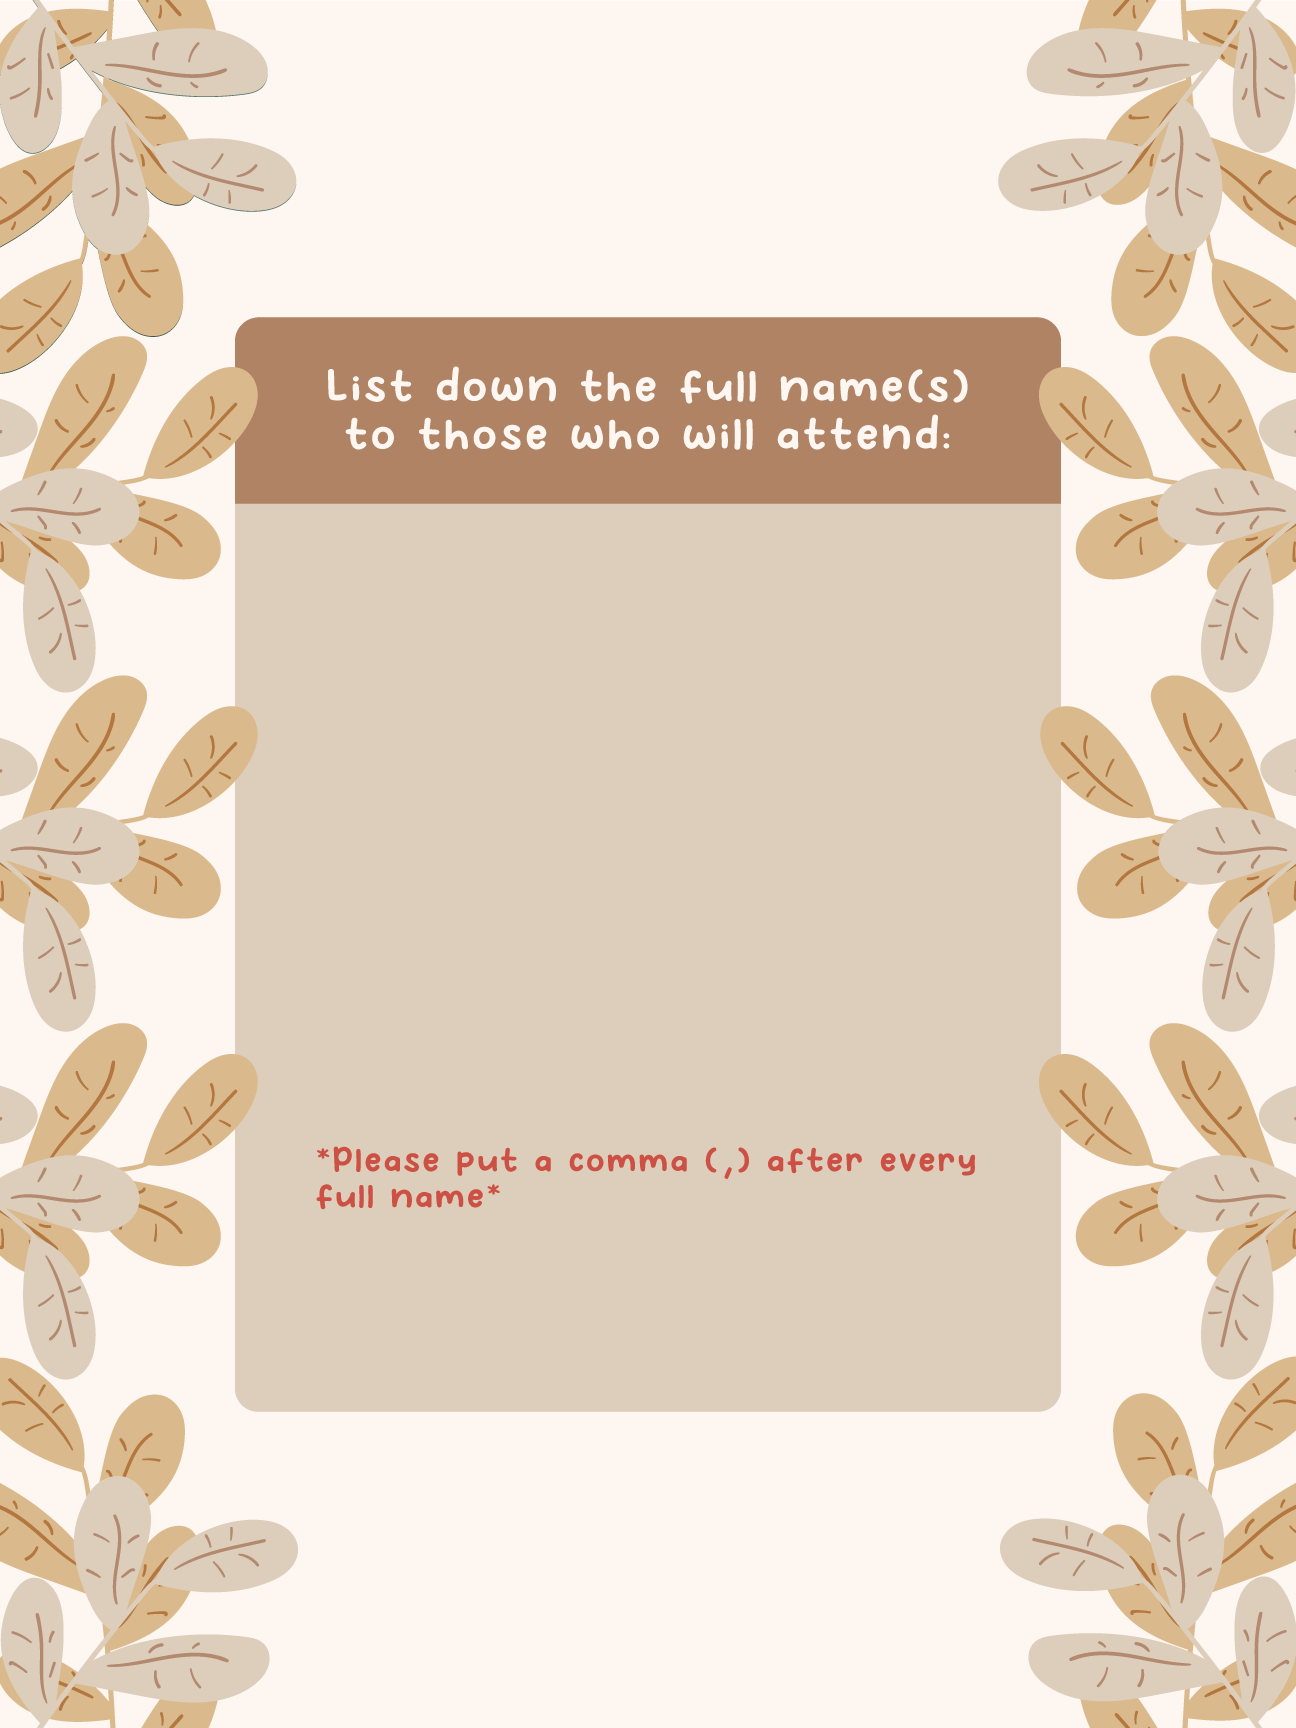 List down the full name(s)
to those who will attend:
*Please put a comma (,) after every
full name*